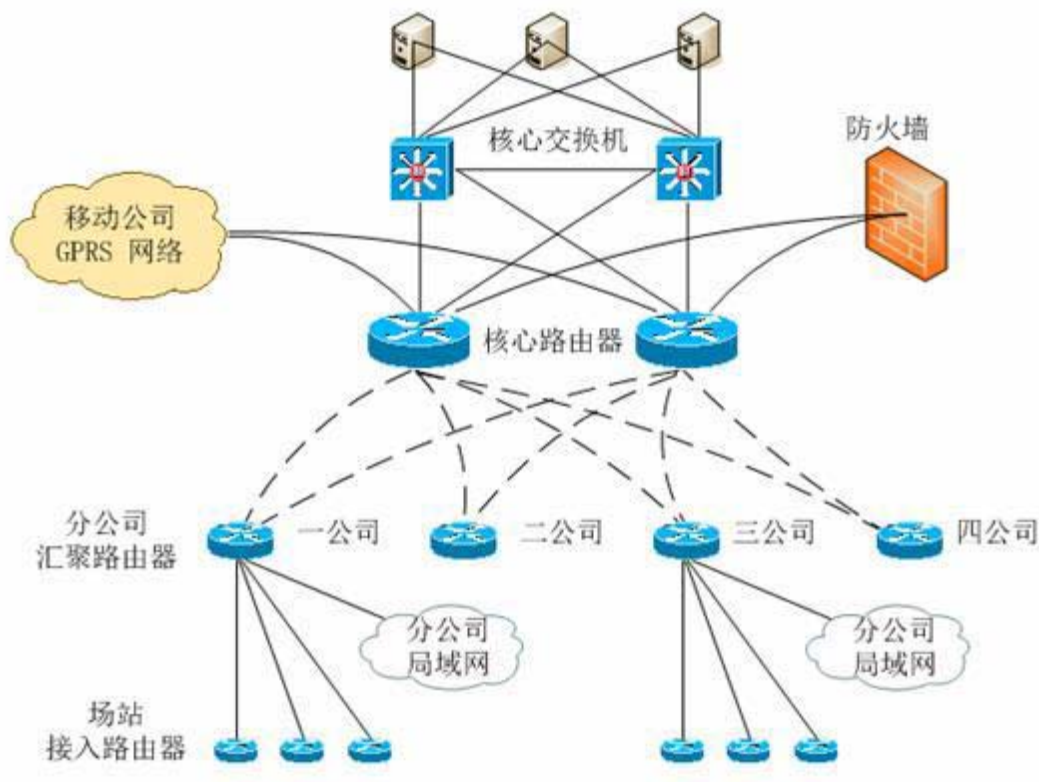 核心交换机
防火墙
移动公司
GPRS 网络
核心路由器
分公司
汇聚路由器
一公司
二公司
三公司
四公司
分公司
局域网
分公司
局域网
场站
接入路由器